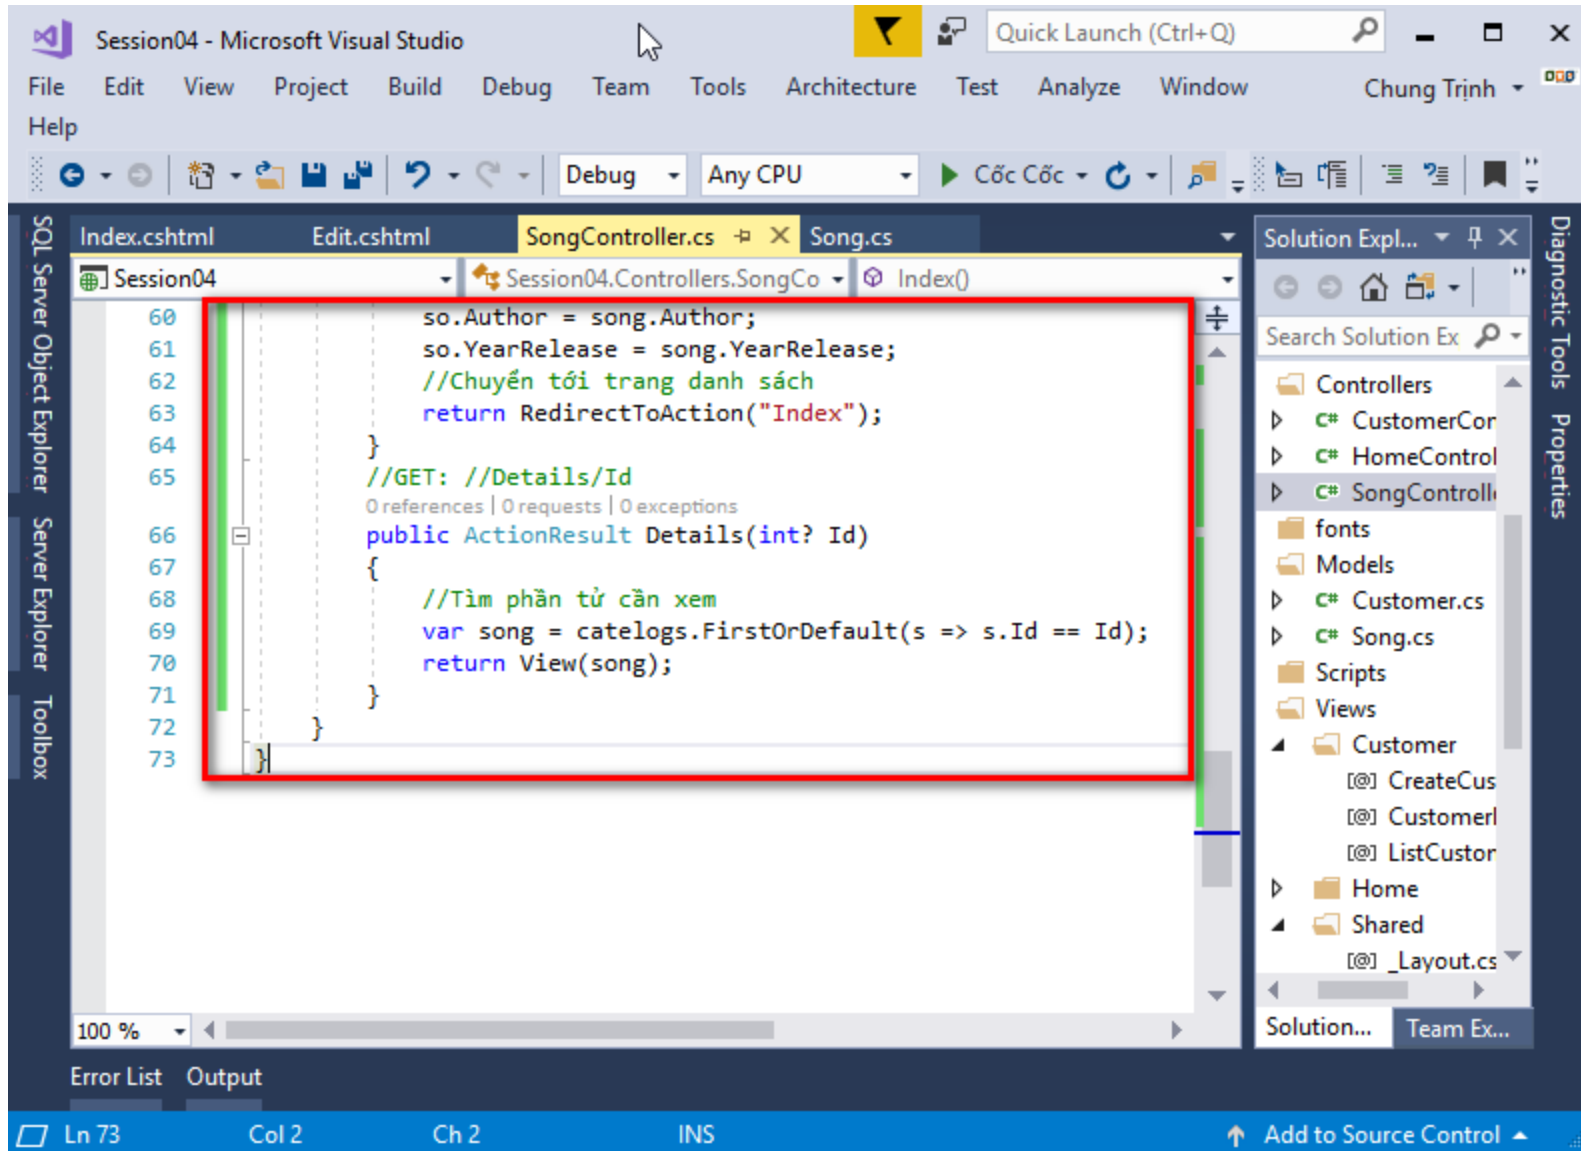 Session04 - Microsoft Visual Studio
Quick Launch (Ctrl+Q)
File Edit View Project Build Debug Team Tools Architecture Test Analyze Window Chung Trịnh
Help
Debug Any CPU Cốc Cốc
SQL Server Object Explorer
Server Explorer
Toolbox
Index.cshtml Edit.cshtml SongController.cs Song.cs
Session04 Session04.Controllers.SongCo Index()
60 so.Author = song.Author;
61 so.YearRelease = song.YearRelease;
62 //Chuyển tới trang danh sách
63 return RedirectToAction("Index");
64 }
65 //GET: //Details/Id
0 references | 0 requests | 0 exceptions
66 public ActionResult Details(int? Id)
67 {
68 //Tìm phần tử cần xem
69 var song = catelogs.FirstOrDefault(s => s.Id == Id);
70 return View(song);
71 }
72 }
73 }
100 %
Solution Expl...
Search Solution Ex
Controllers
C# CustomerCon
C# HomeControl
C# SongControlle
fonts
Models
C# Customer.cs
C# Song.cs
Scripts
Views
Customer
[@] CreateCus
[@] Customer
[@] ListCustom
Home
Shared
[@] _Layout.cs
Solution... Team Ex...
Diagnostic Tools
Properties
Error List Output
Ln 73 Col 2 Ch 2 INS Add to Source Control